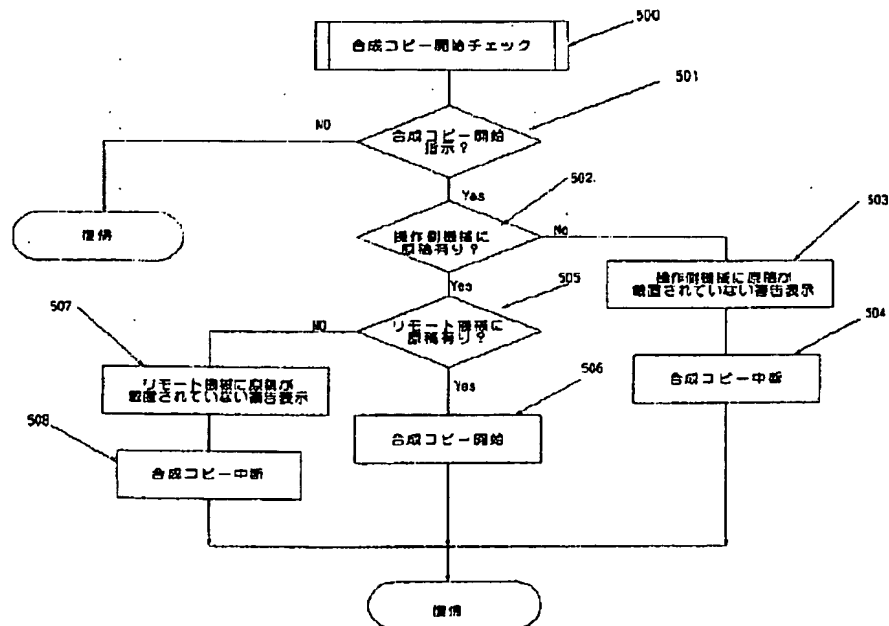 500
合成コピー開始チェック
501
NO
合成コピー開始
指示？
Yes
502
503
復帰
操作側機械に
原稿有り？
No
操作側機械に原稿が
載置されていない警告表示
Yes
505
504
507
NO
リモート機械に
原稿有り？
合成コピー中断
Yes
506
リモート機械に原稿が
載置されていない警告表示
508
合成コピー開始
合成コピー中断
復帰